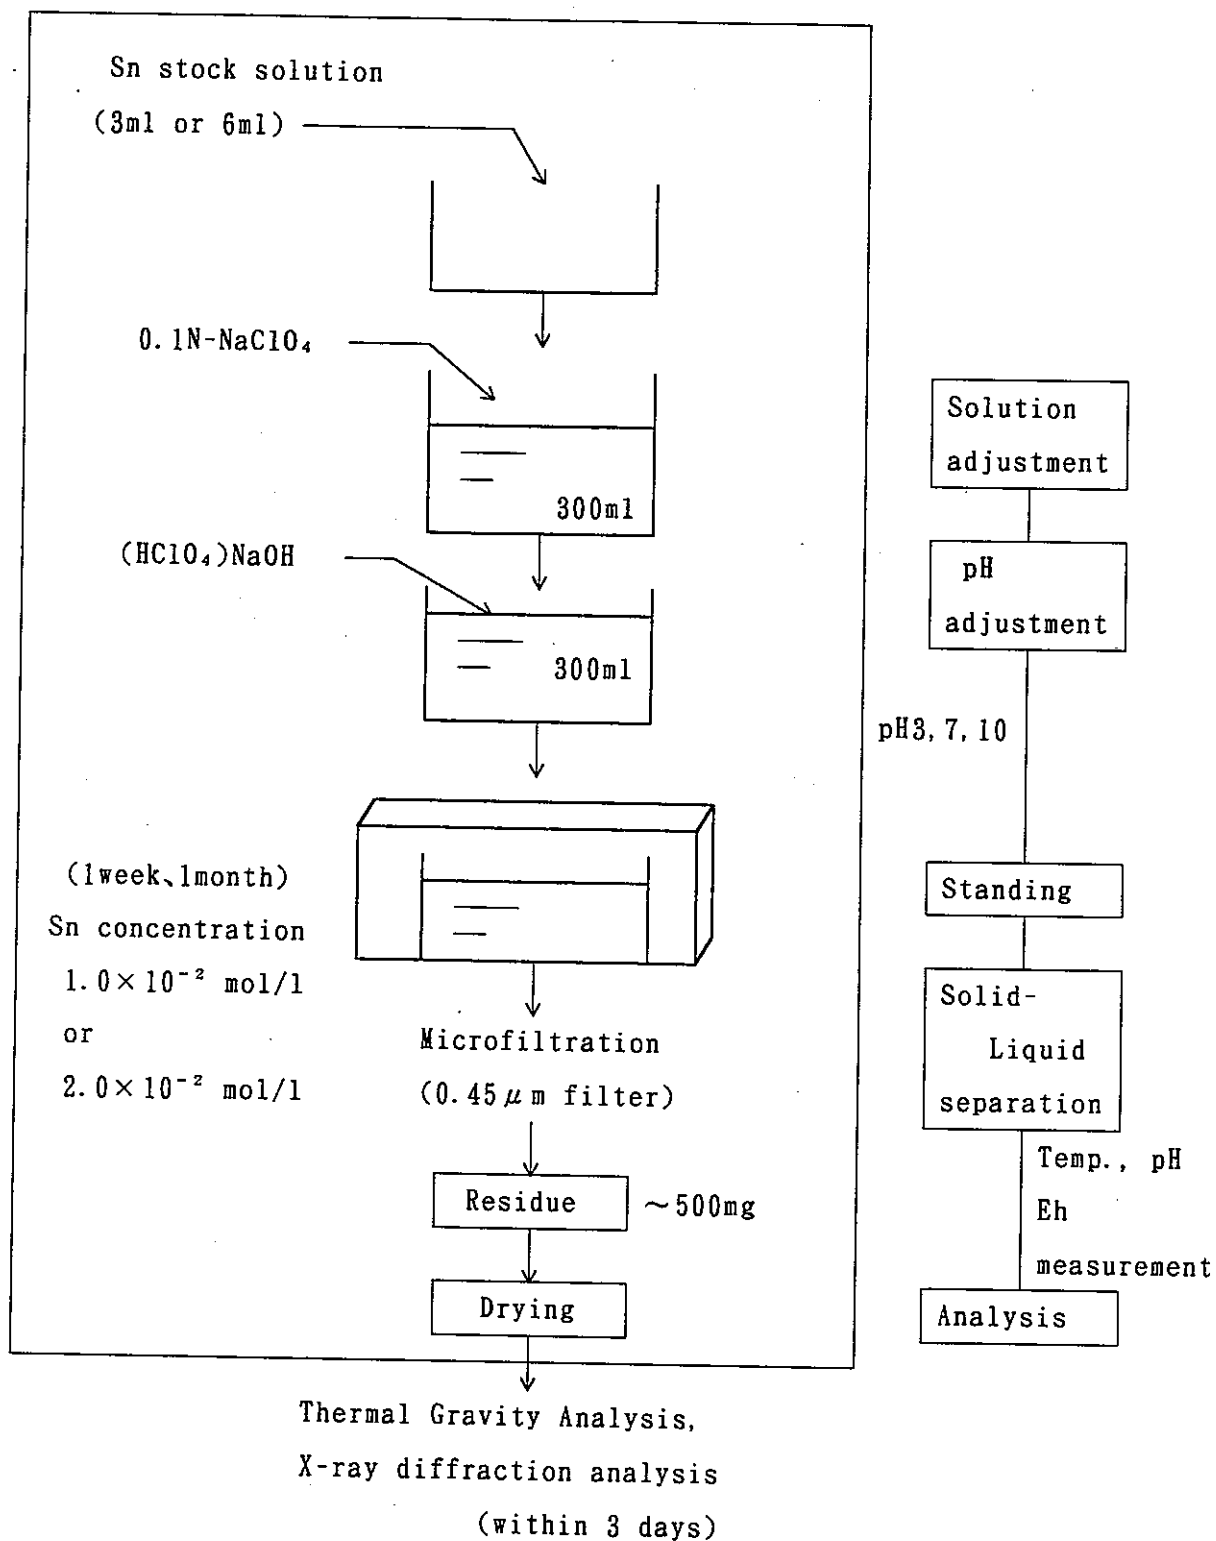 Sn stock solution
(3ml or 6ml)
0.1N-NaClO₄
300ml
(HClO₄)NaOH
300ml
(1week、1month)
Sn concentration
1.0×10⁻² mol/l
or
2.0×10⁻² mol/l
Microfiltration
(0.45μm filter)
Residue
~500mg
Drying
Thermal Gravity Analysis,
X-ray diffraction analysis
(within 3 days)
Solution
adjustment
pH
adjustment
pH3, 7, 10
Standing
Solid-
Liquid
separation
Temp., pH
Eh
measurement
Analysis